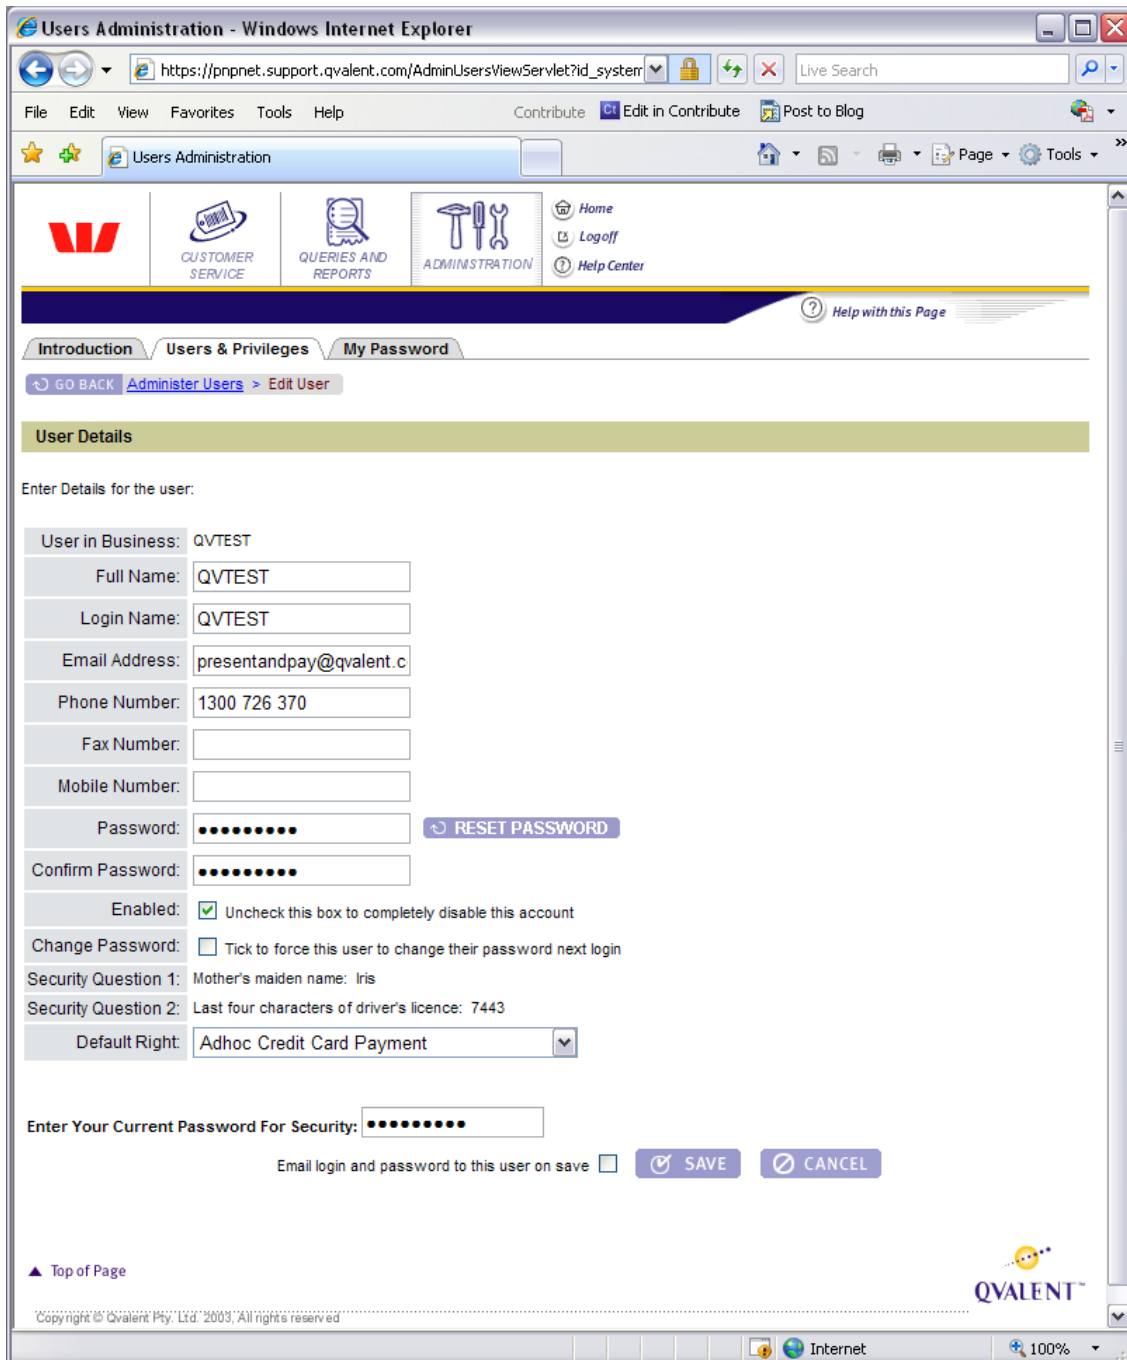 Users Administration - Windows Internet Explorer
https://pnpnet.support.qvalent.com/AdminUsersViewServlet?id_system
Live Search
File Edit View Favorites Tools Help Contribute Ct Edit in Contribute Post to Blog
Users Administration Page Tools »
CUSTOMER SERVICE
QUERIES AND REPORTS
ADMINISTRATION
Home
Logoff
? Help Center
? Help with this Page
Introduction Users & Privileges My Password
GO BACK Administer Users > Edit User
User Details
Enter Details for the user:
User in Business: QVTEST
Full Name: QVTEST
Login Name: QVTEST
Email Address: presentandpay@qvalent.c
Phone Number: 1300 726 370
Fax Number:
Mobile Number:
Password: ●●●●●●●●● RESET PASSWORD
Confirm Password: ●●●●●●●●●
Enabled: Uncheck this box to completely disable this account
Change Password: Tick to force this user to change their password next login
Security Question 1: Mother's maiden name: Iris
Security Question 2: Last four characters of driver's licence: 7443
Default Right: Adhoc Credit Card Payment
Enter Your Current Password For Security: ●●●●●●●●●
Email login and password to this user on save SAVE CANCEL
Top of Page
QVALENT™
Copyright © Qvalent Pty. Ltd. 2003, All rights reserved
Internet 100%